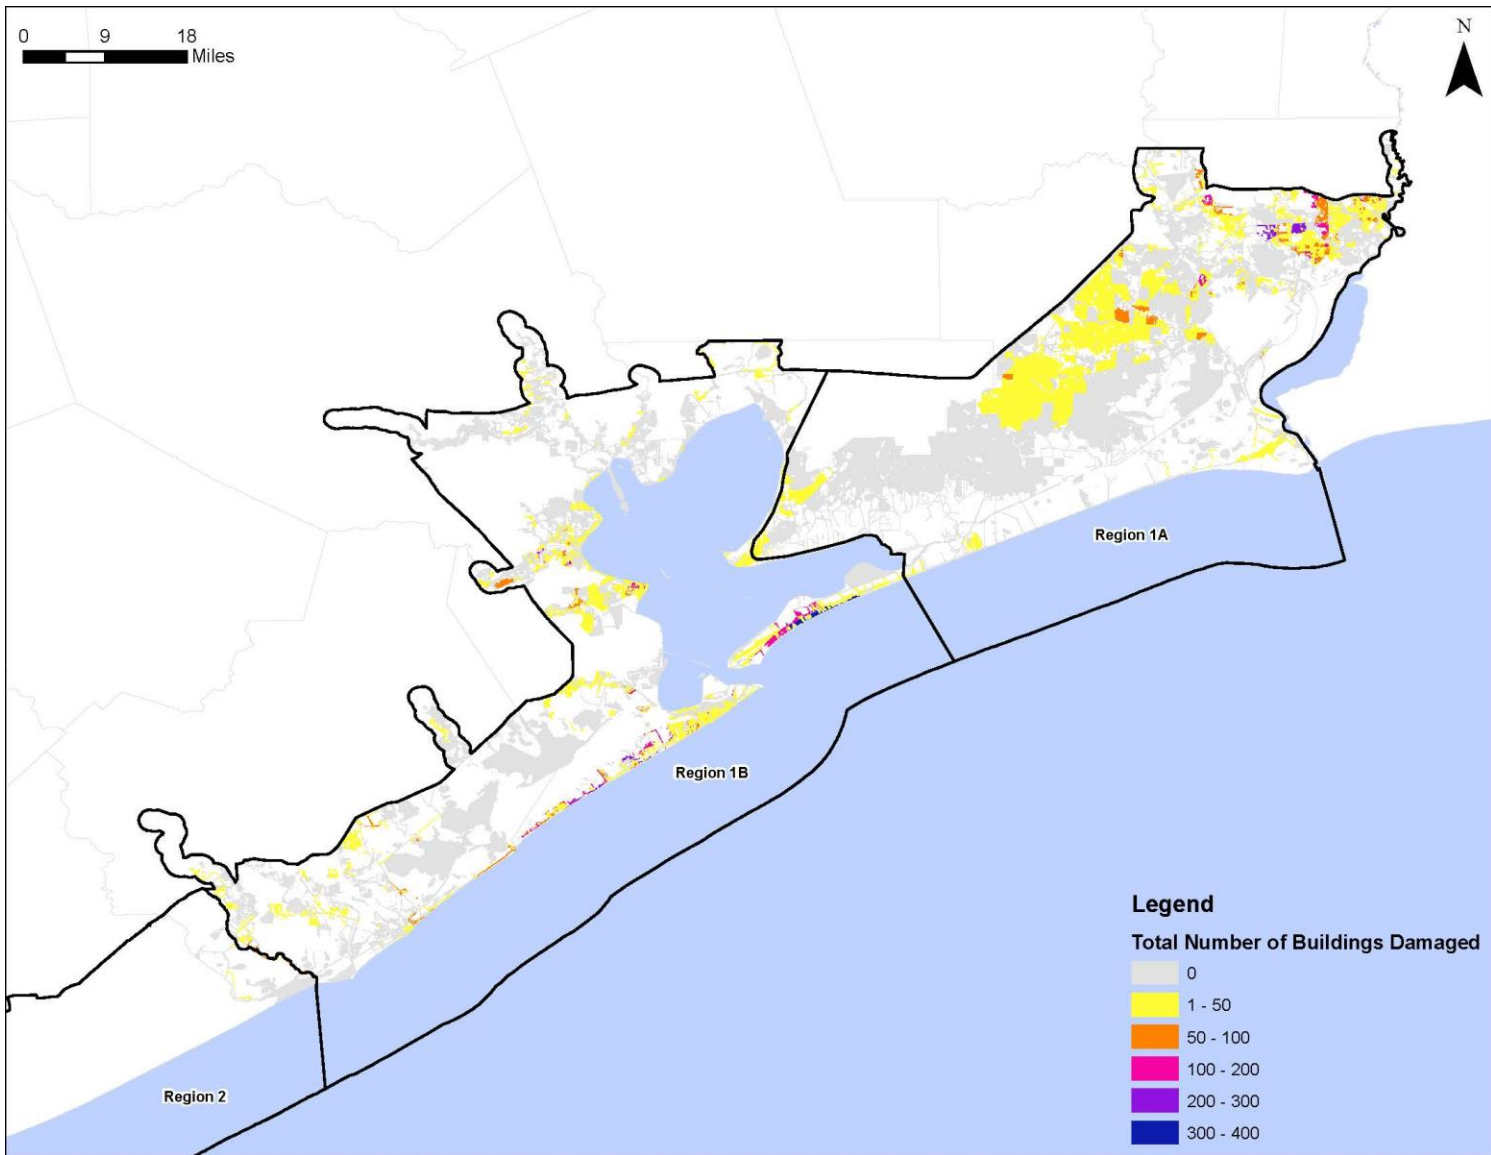 0 9 18
Miles
N
Region 1A
Region 1B
Region 2
Legend
Total Number of Buildings Damaged
0
1 - 50
50 - 100
100 - 200
200 - 300
300 - 400